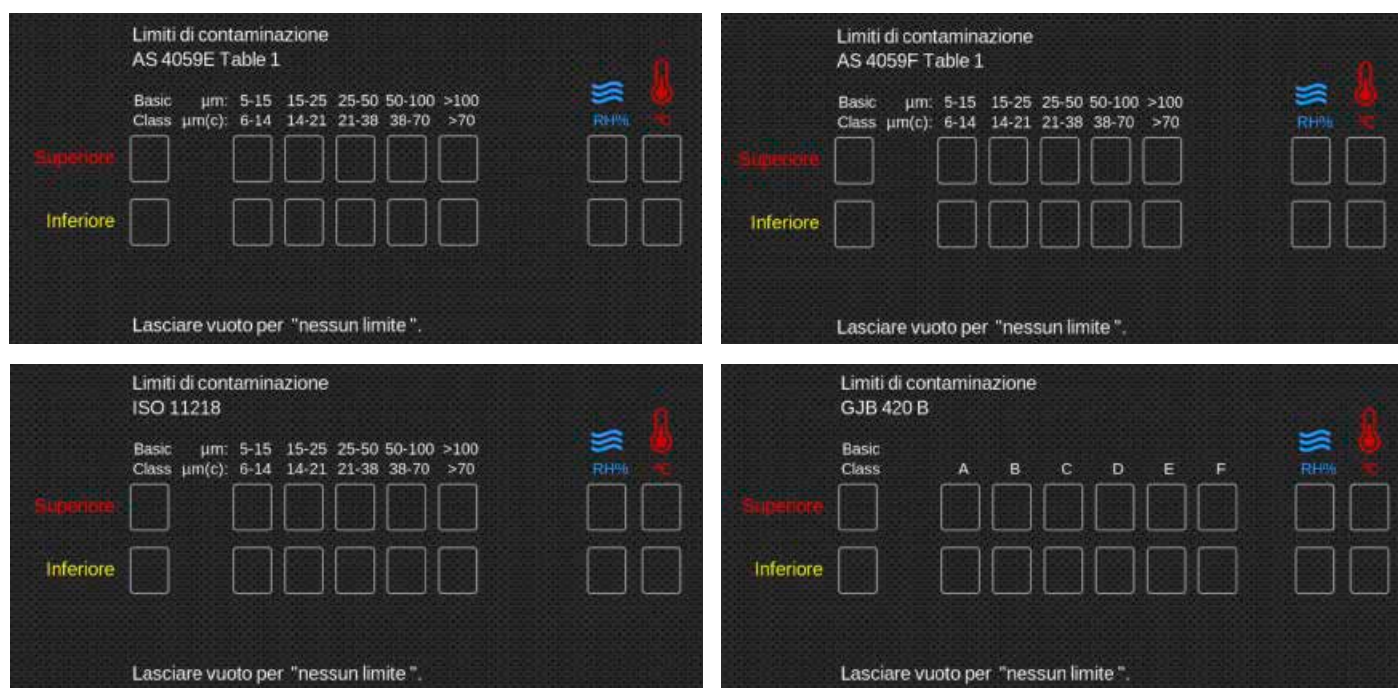 Limiti di contaminazione
AS 4059E Table 1
Basic µm: 5-15 15-25 25-50 50-100 >100
Class µm(c): 6-14 14-21 21-38 38-70 >70
RH% °C
Superiore
Inferiore
Lasciare vuoto per "nessun limite".
Limiti di contaminazione
AS 4059F Table 1
Basic µm: 5-15 15-25 25-50 50-100 >100
Class µm(c): 6-14 14-21 21-38 38-70 >70
RH% °C
Superiore
Inferiore
Lasciare vuoto per "nessun limite".
Limiti di contaminazione
ISO 11218
Basic µm: 5-15 15-25 25-50 50-100 >100
Class µm(c): 6-14 14-21 21-38 38-70 >70
RH% °C
Superiore
Inferiore
Lasciare vuoto per "nessun limite".
Limiti di contaminazione
GJB 420 B
Basic
Class A B C D E F
RH% °C
Superiore
Inferiore
Lasciare vuoto per "nessun limite".